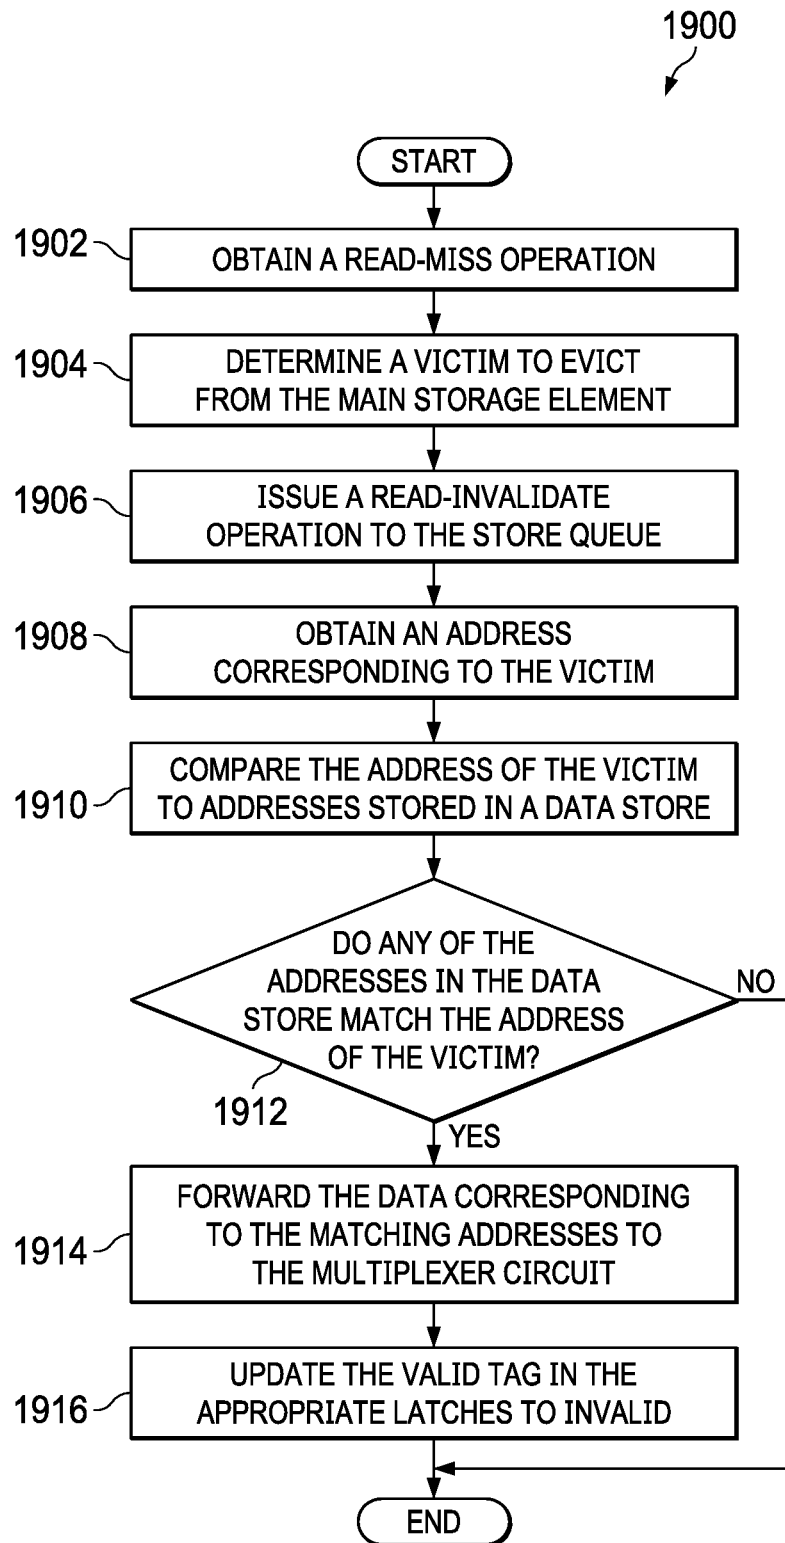 1900
START
1902
OBTAIN A READ-MISS OPERATION
1904
DETERMINE A VICTIM TO EVICT
FROM THE MAIN STORAGE ELEMENT
1906
ISSUE A READ-INVALIDATE
OPERATION TO THE STORE QUEUE
1908
OBTAIN AN ADDRESS
CORRESPONDING TO THE VICTIM
1910
COMPARE THE ADDRESS OF THE VICTIM
TO ADDRESSES STORED IN A DATA STORE
DO ANY OF THE
ADDRESSES IN THE DATA
STORE MATCH THE ADDRESS
OF THE VICTIM?
NO
1912
YES
1914
FORWARD THE DATA CORRESPONDING
TO THE MATCHING ADDRESSES TO
THE MULTIPLEXER CIRCUIT
1916
UPDATE THE VALID TAG IN THE
APPROPRIATE LATCHES TO INVALID
END